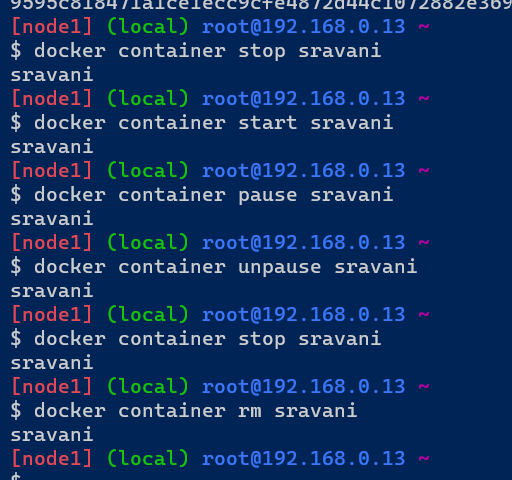 9595c818471a1ce1ecc9cfe4872d44c1072882e369
[node1] (local) root@192.168.0.13 ~
$ docker container stop sravani
sravani
[node1] (local) root@192.168.0.13 ~
$ docker container start sravani
sravani
[node1] (local) root@192.168.0.13 ~
$ docker container pause sravani
sravani
[node1] (local) root@192.168.0.13 ~
$ docker container unpause sravani
sravani
[node1] (local) root@192.168.0.13 ~
$ docker container stop sravani
sravani
[node1] (local) root@192.168.0.13 ~
$ docker container rm sravani
sravani
[node1] (local) root@192.168.0.13 ~
$